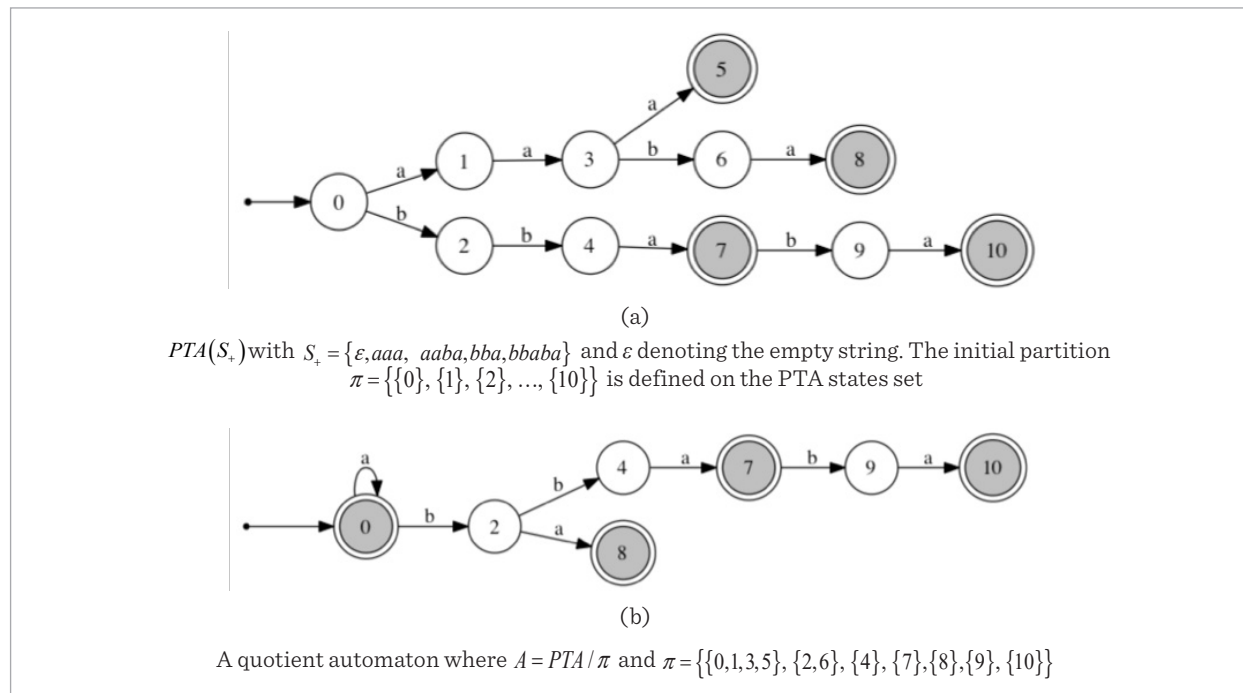 5
a
1
a
3
b
6
a
8
a
0
b
2
b
4
a
7
b
9
a
10
(a)
PTA(S₊) with S₊ = {ε,aaa, aaba,bba,bbaba} and ε denoting the empty string. The initial partition
π = {{0}, {1}, {2}, …, {10}} is defined on the PTA states set
a
4
a
7
b
9
a
10
b
0
b
2
a
8
(b)
A quotient automaton where A = PTA / π and π = {{0,1,3,5}, {2,6}, {4}, {7},{8},{9}, {10}}